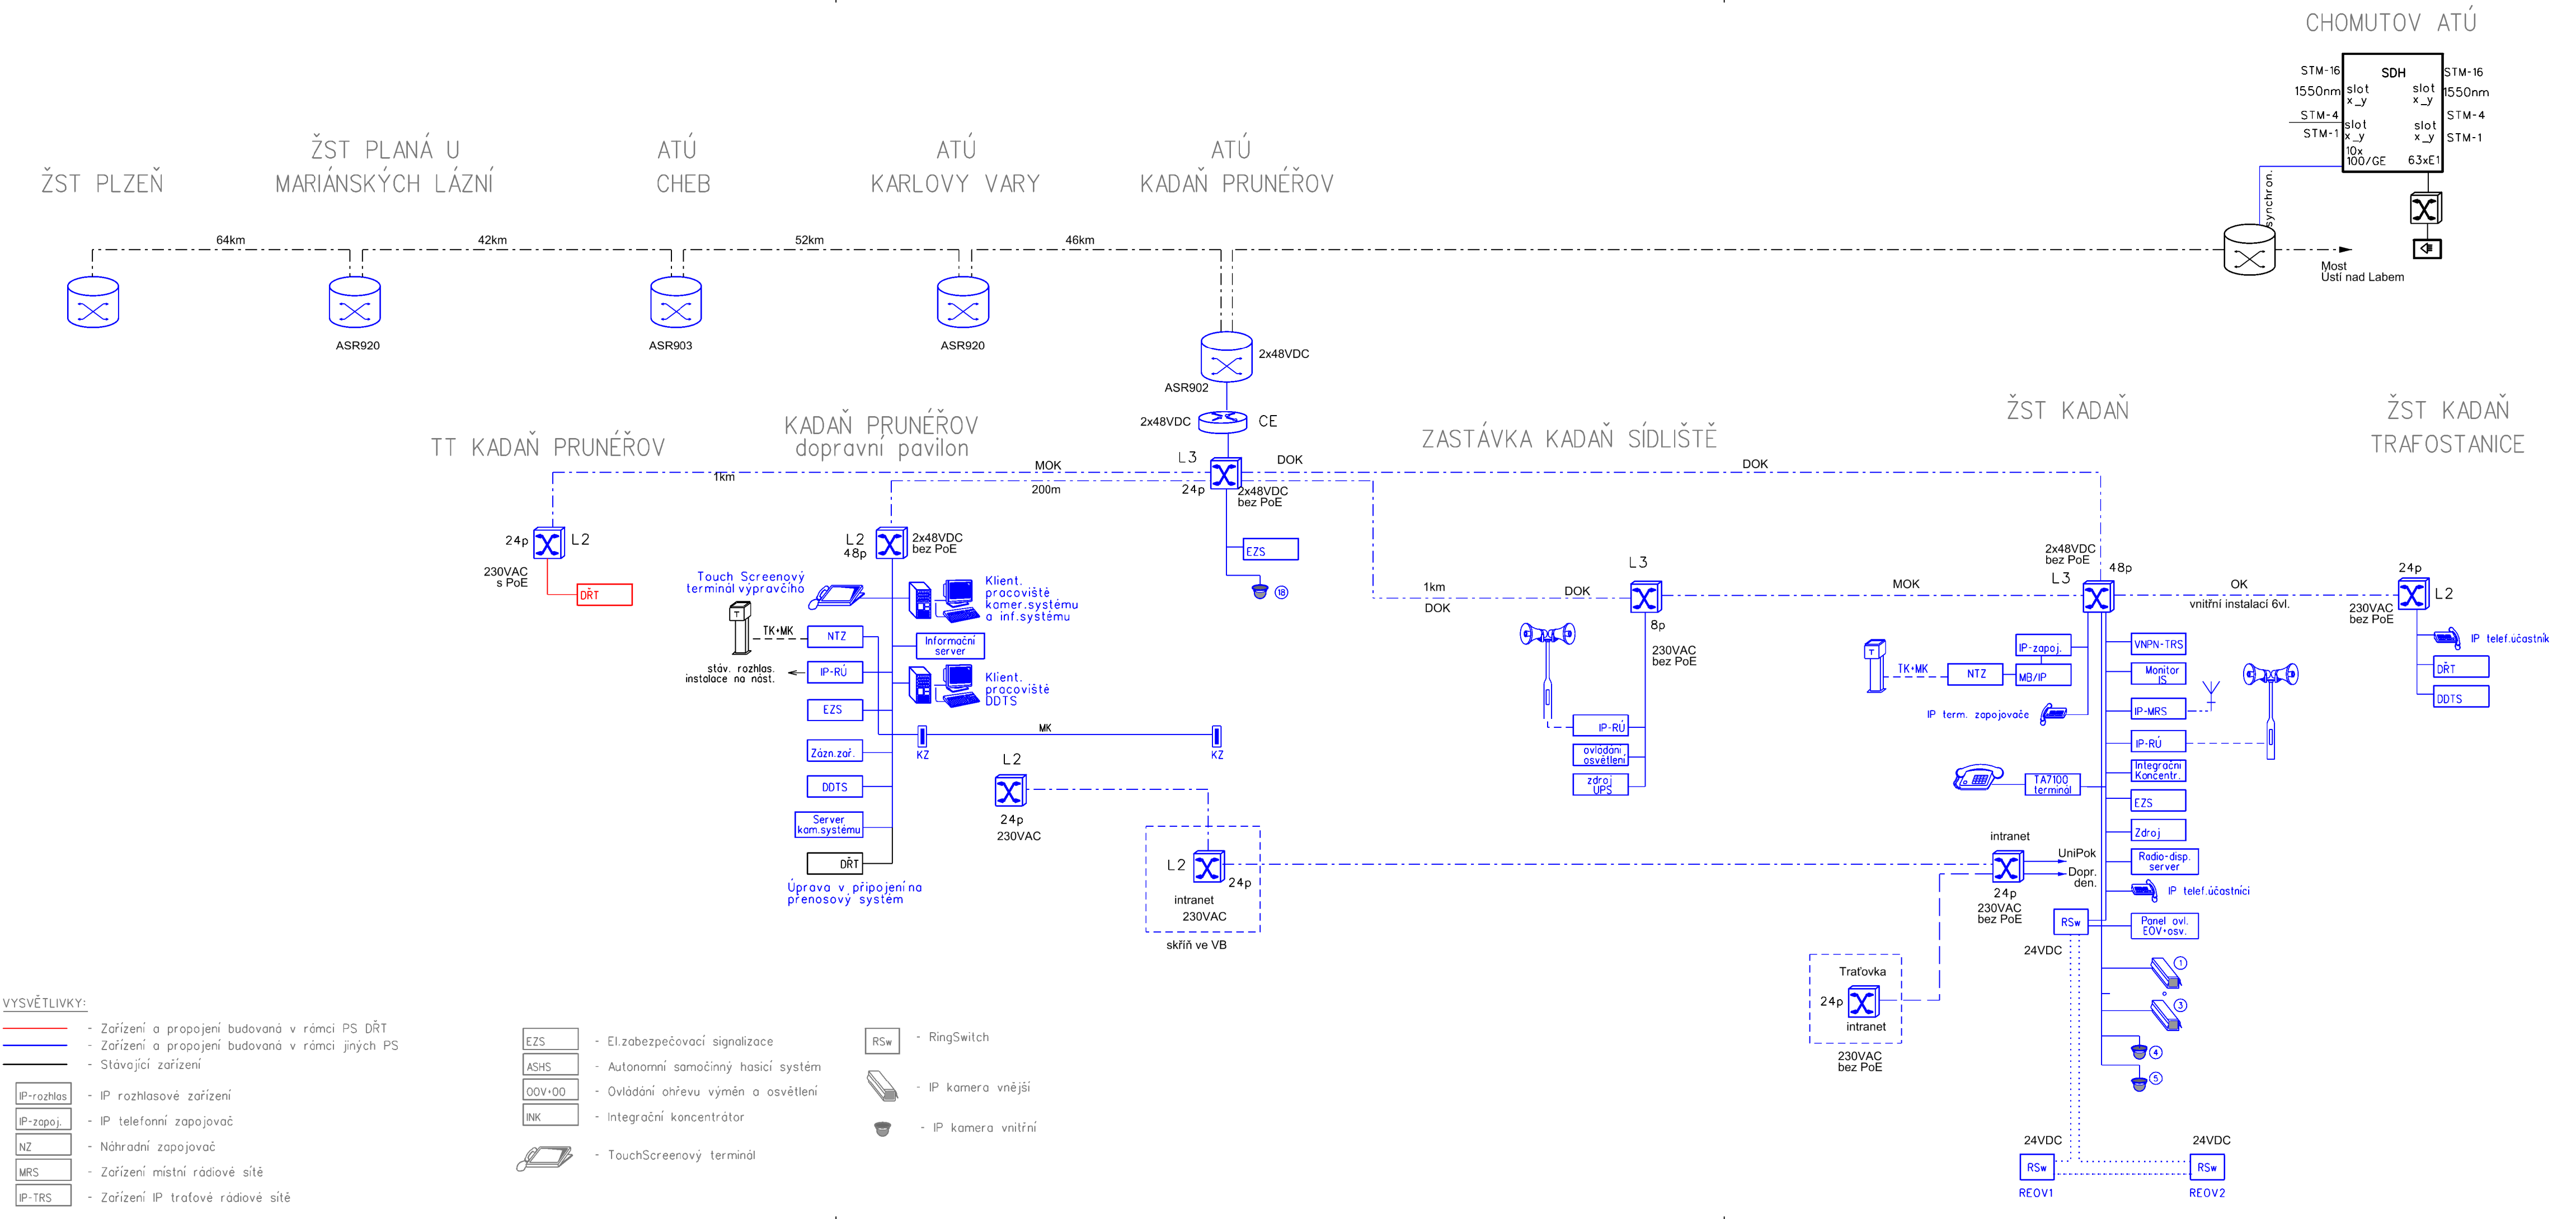 CHOMUTOV ATÚ
STM-16
SDH
STM-16
1550nm
slot
x_y
slot
x_y
1550nm
STM-4
STM-4
slot
x_y
slot
x_y
STM-1
STM-1
10x
100/GE
63xE1
synchron.
Most
Ústí nad Labem
ŽST PLZEŇ
ŽST PLANÁ U
MARIÁNSKÝCH LÁZNÍ
ATÚ
CHEB
ATÚ
KARLOVY VARY
ATÚ
KADAŇ PRUNÉŘOV
64km
42km
52km
46km
ASR920
ASR903
ASR920
2x48VDC
ASR902
2x48VDC
CE
TT KADAŇ PRUNÉŘOV
KADAŇ PRUNÉŘOV
dopravní pavilon
ZASTÁVKA KADAŇ SÍDLIŠTĚ
ŽST KADAŇ
ŽST KADAŇ
TRAFOSTANICE
L3
MOK
DOK
DOK
1km
200m
24p
2x48VDC
bez PoE
24p
L2
230VAC
s PoE
DŘT
L2
48p
2x48VDC
bez PoE
EZS
18
Touch Screenový
terminál výpravčího
Klient.
pracoviště
kamer.systému
a inf.systému
T
TK+MK
NTZ
Informační
server
stáv. rozhlas.
instalace na nást.
IP-RÚ
Klient.
pracoviště
DDTS
EZS
KZ
MK
KZ
Zázn.zař.
DDTS
Server
kam.systému
DŘT
Úprava v připojení na
přenosový systém
L2
24p
230VAC
L2
24p
intranet
230VAC
skříň ve VB
1km
DOK
DOK
L3
8p
230VAC
bez PoE
IP-RÚ
ovládání
osvětlení
zdroj
UPS
MOK
2x48VDC
bez PoE
L3
48p
OK
vnitřní instalací 6vl.
24p
L2
230VAC
bez PoE
IP telef.účastník
DŘT
DDTS
T
TK+MK
NTZ
IP-zapoj.
MB/IP
IP term. zapojovače
TA7100
terminál
VNPN-TRS
Monitor
IS
IP-MRS
IP-RÚ
Integrační
Koncentr.
EZS
Zdroj
Radio-disp.
server
IP telef.účastníci
Panel ovl.
EOV+osv.
RSw
24VDC
intranet
24p
230VAC
bez PoE
UniPok
Dopr.
den.
Traťovka
24p
intranet
230VAC
bez PoE
1
3
4
5
24VDC
24VDC
RSw
RSw
REOV1
REOV2
VYSVĚTLIVKY:
- Zařízení a propojení budovaná v rámci PS DŘT
- Zařízení a propojení budovaná v rámci jiných PS
- Stávající zařízení
IP-rozhlas - IP rozhlasové zařízení
IP-zapoj. - IP telefonní zapojovač
NZ - Náhradní zapojovač
MRS - Zařízení místní rádiové sítě
IP-TRS - Zařízení IP traťové rádiové sítě
EZS - El.zabezpečovací signalizace
ASHS - Autonomní samočinný hasicí systém
OOV+OO - Ovládání ohřevu výměn a osvětlení
INK - Integrační koncentrátor
- TouchScreenový terminál
RSw - RingSwitch
- IP kamera vnější
- IP kamera vnitřní